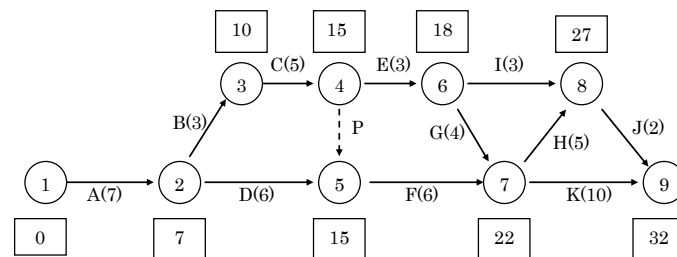 10 15 18 27
C(5) E(3) I(3)
3 4 6 8
B(3) P G(4) H(5) J(2)
1 2 5 7 9
A(7) D(6) F(6) K(10)
0 7 15 22 32